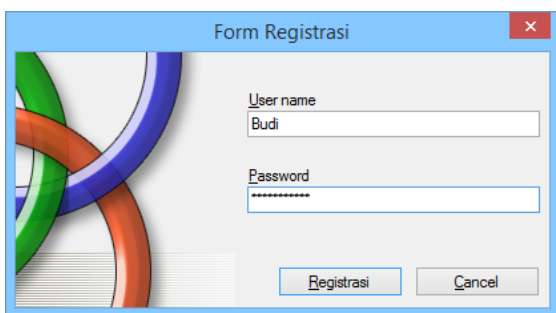 Form Registrasi
User name
Budi
Password
***********
Registrasi
Cancel